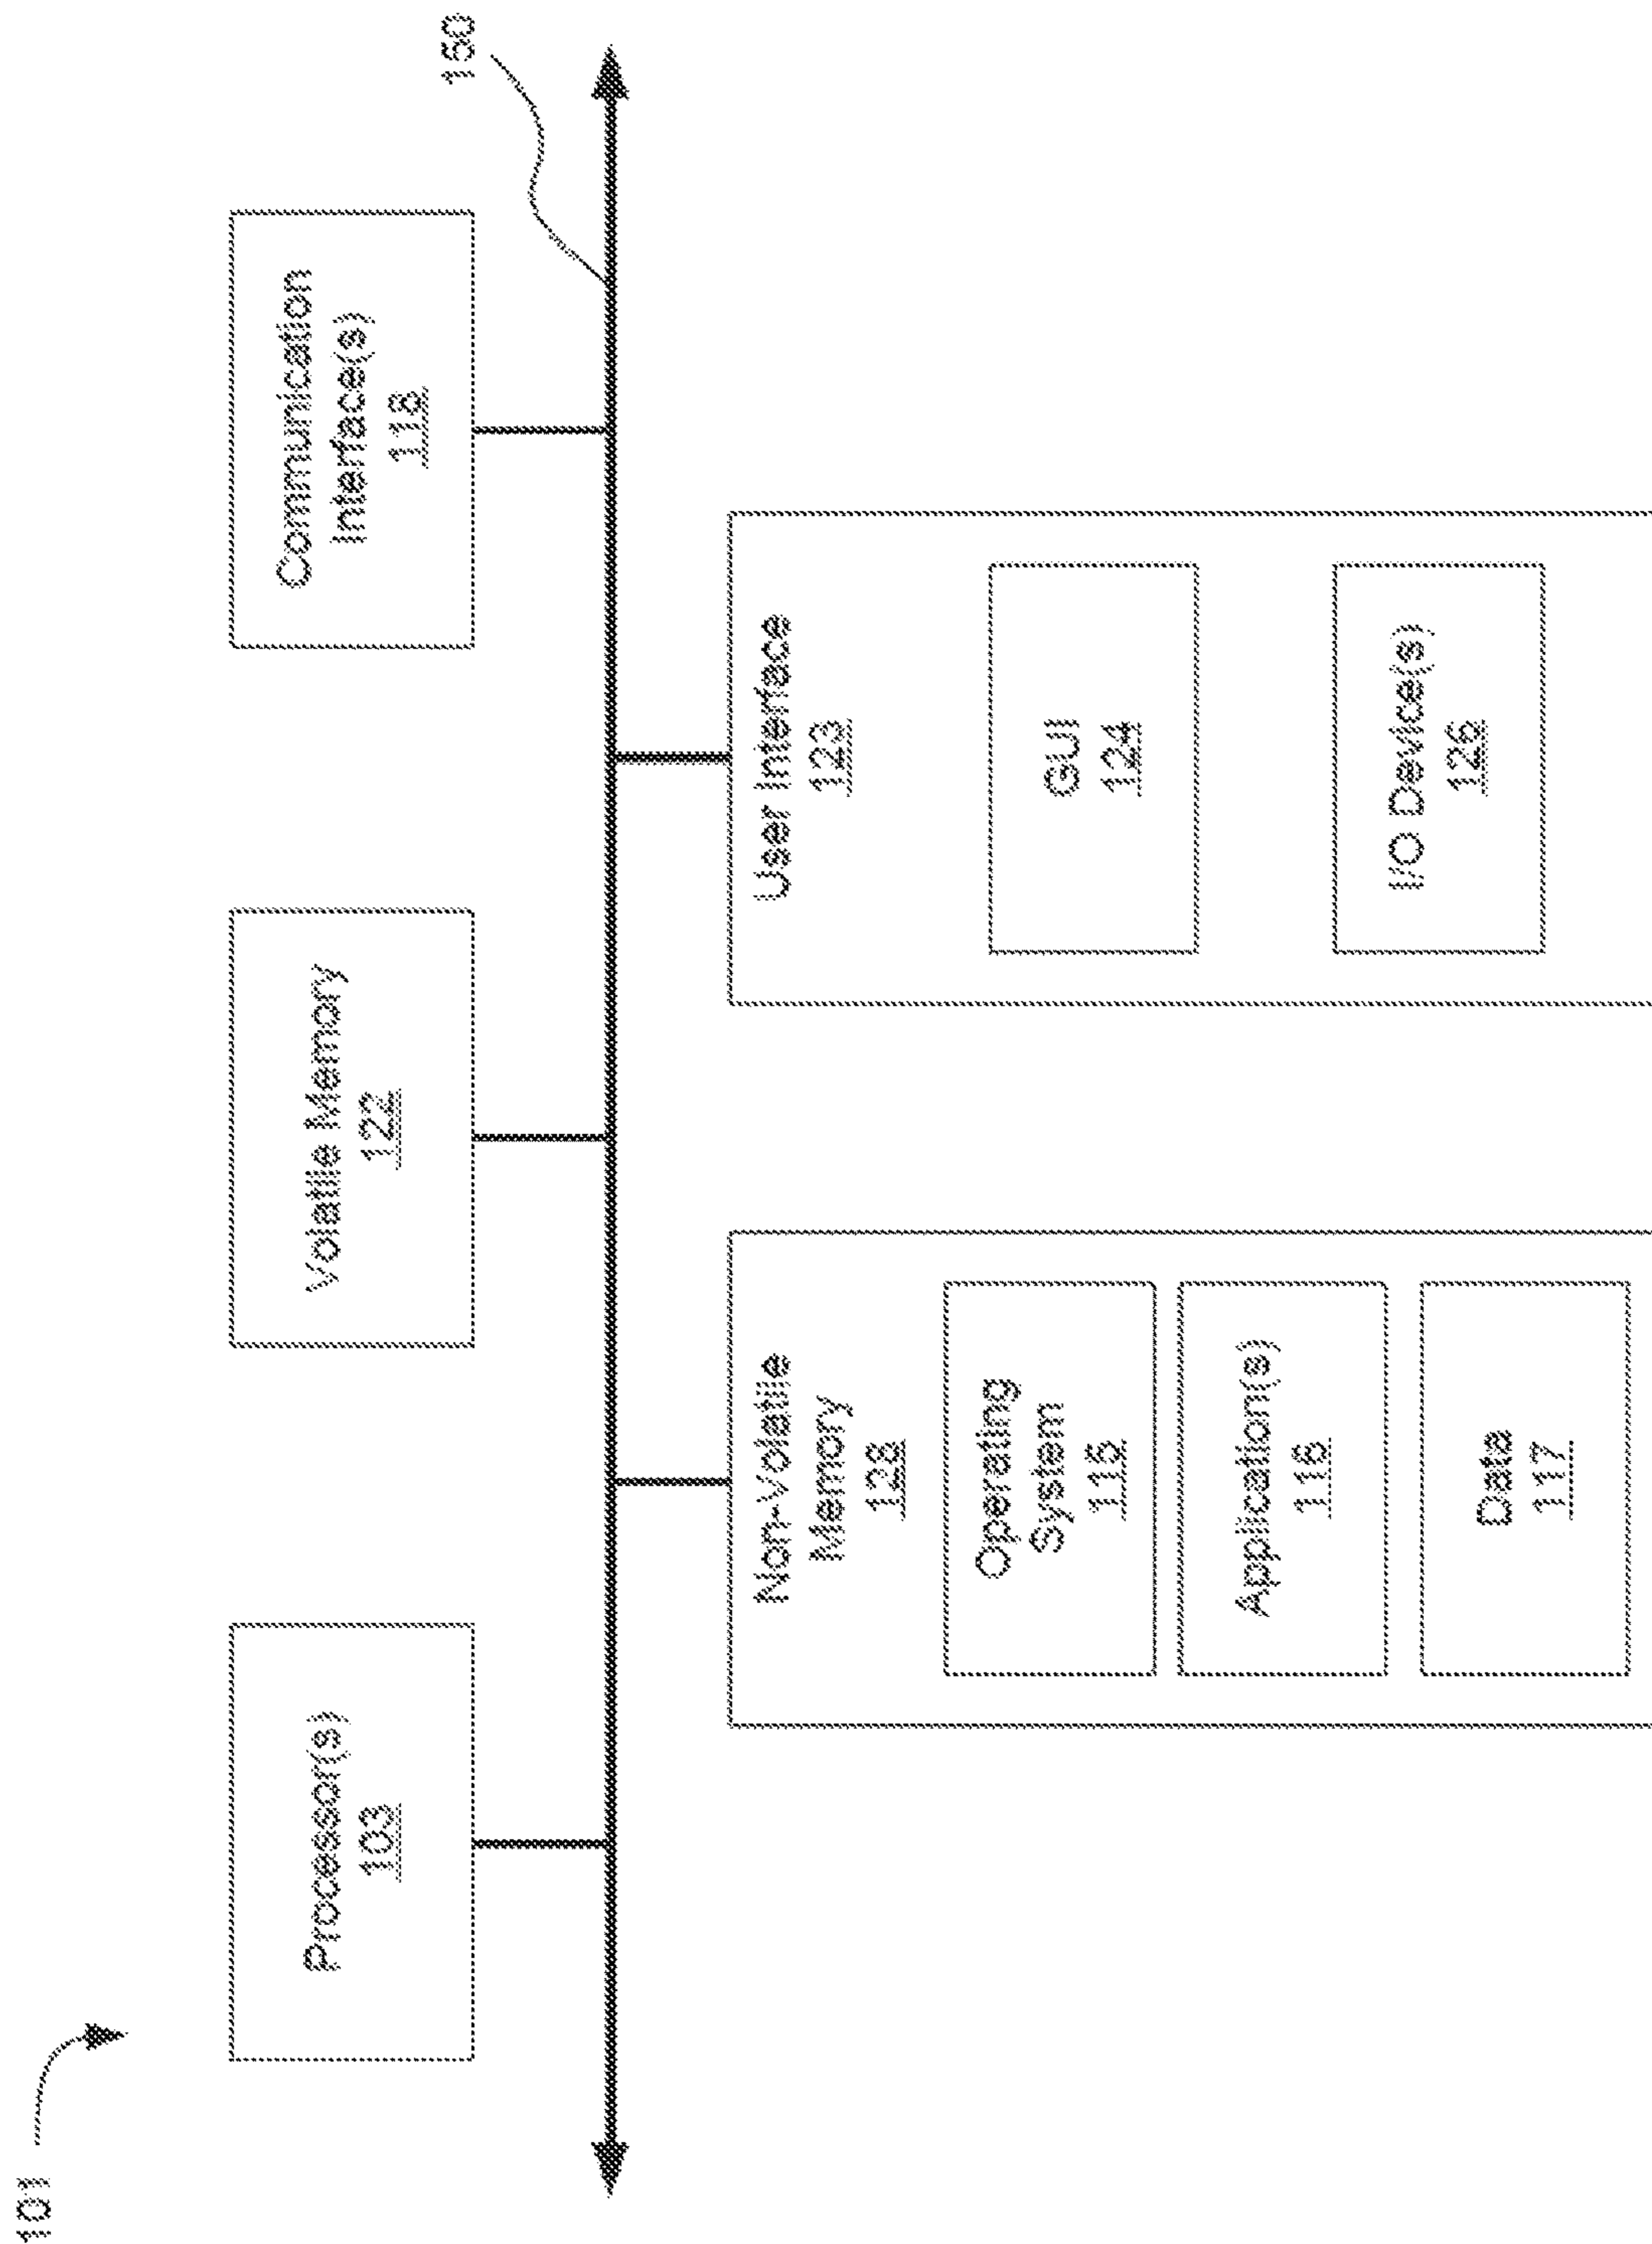 101
Processor(s)
103
Volatile Memory
122
Communication
Interface(s)
118
150
Non-Volatile
Memory
128
Operating
System
115
Application(s)
116
Data
117
User Interface
123
GUI
124
I/O Device(s)
126